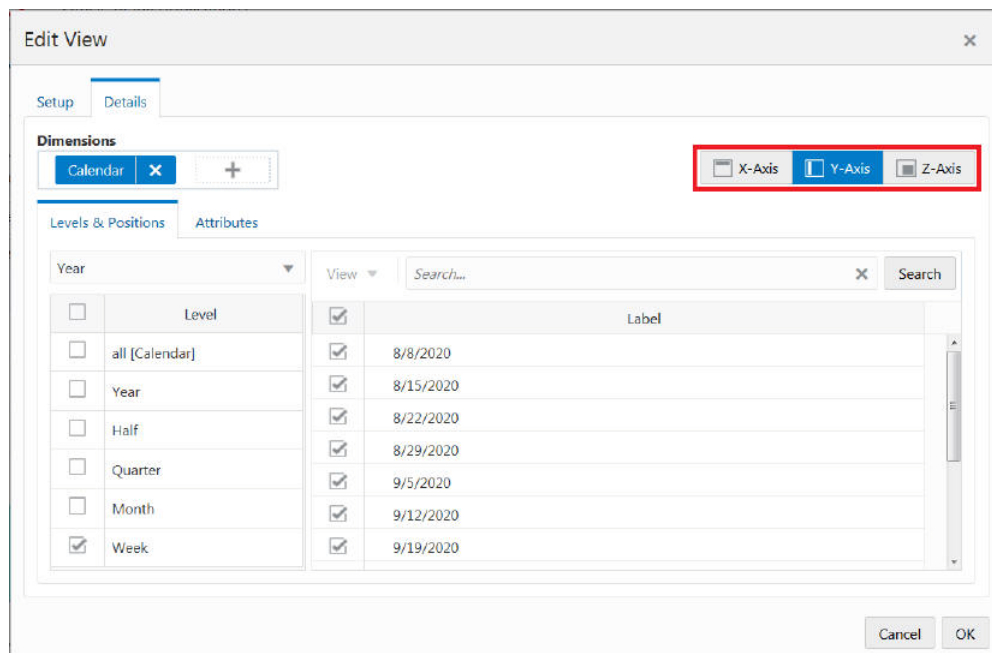 Edit View
Setup Details
Dimensions
Calendar
X-Axis Y-Axis Z-Axis
Levels & Positions Attributes
Year
View Search... Search
Level Label
all [Calendar] 8/8/2020
Year 8/15/2020
Half 8/22/2020
8/29/2020
Quarter 9/5/2020
Month 9/12/2020
Week 9/19/2020
Cancel OK